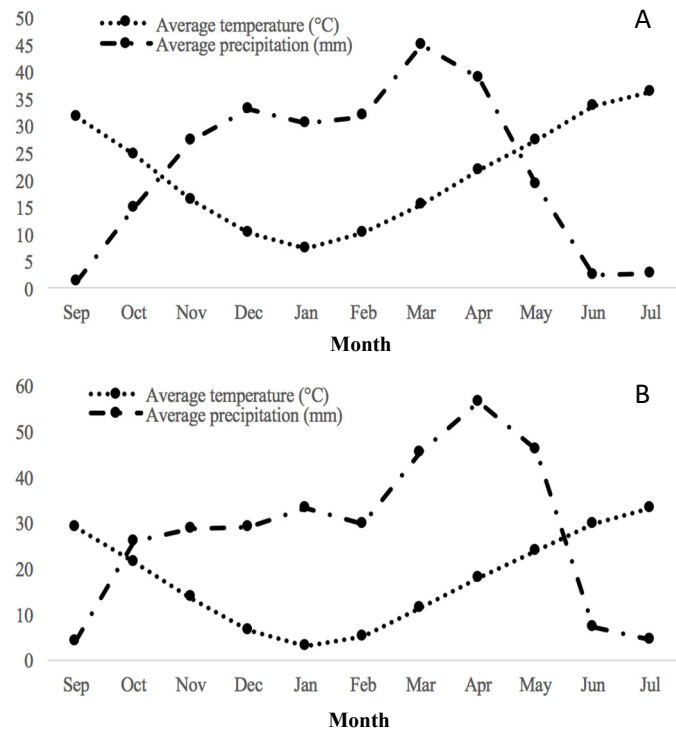 50
A
Average temperature (°C)
45
Average precipitation (mm)
40
35
30
25
20
15
10
5
0
Sep Oct Nov Dec Jan Feb Mar Apr May Jun Jul
Month
60
B
Average temperature (°C)
Average precipitation (mm)
50
40
30
20
10
0
Sep Oct Nov Dec Jan Feb Mar Apr May Jun Jul
Month